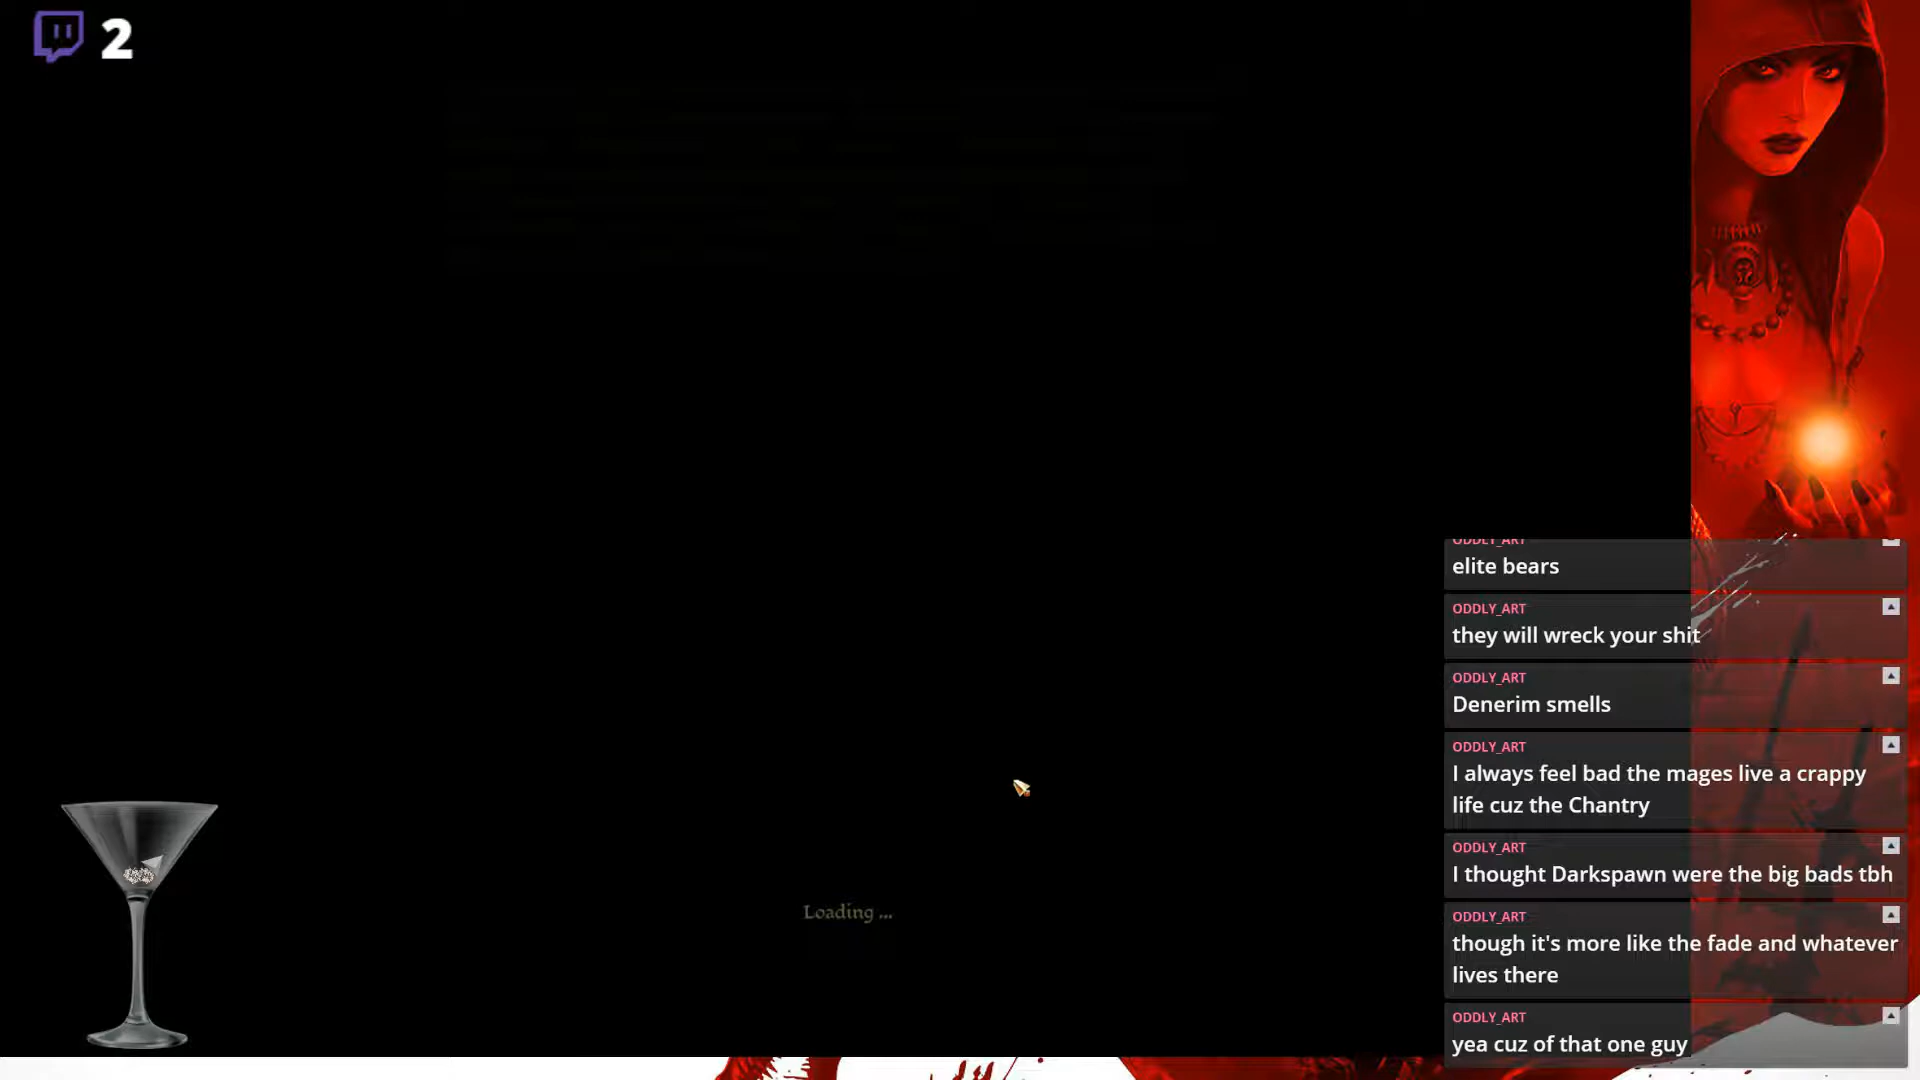 2
ODDLY_ART
elite bears
ODDLY_ART
they will wreck your shit
ODDLY_ART
Denerim smells
ODDLY_ART
I always feel bad the mages live a crappy
life cuz the Chantry
ODDLY_ART
I thought Darkspawn were the big bads tbh
ODDLY_ART
though it's more like the fade and whatever
lives there
ODDLY_ART
yea cuz of that one guy
Loading ...